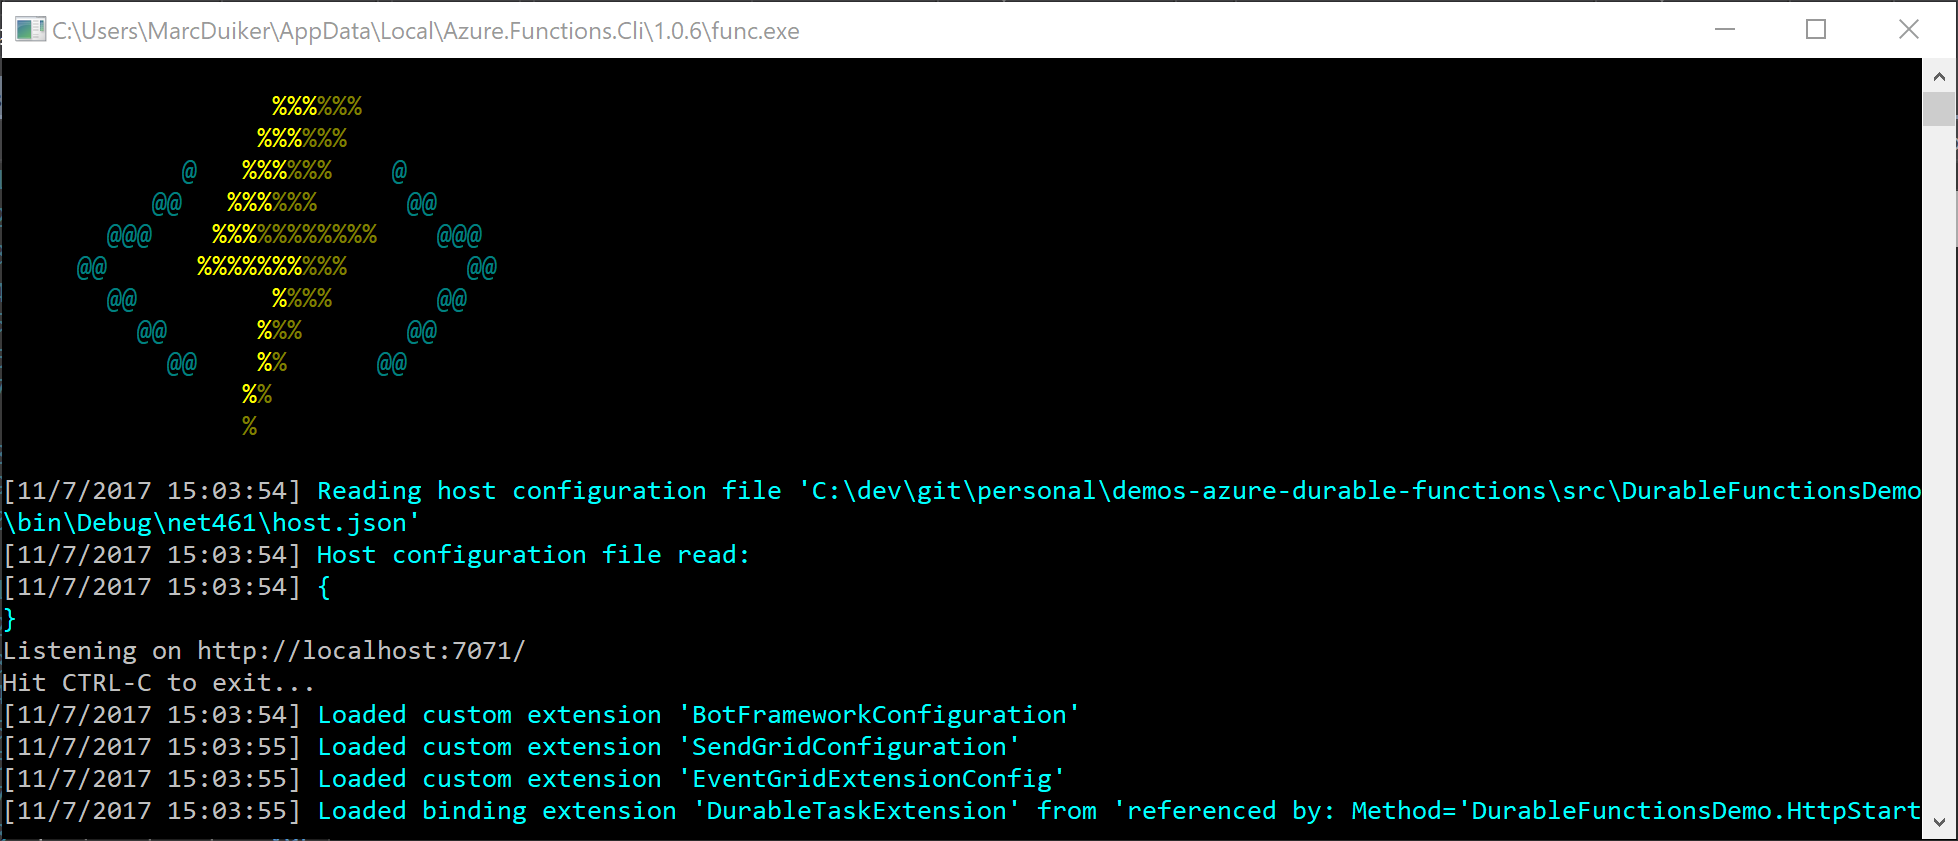 C:\Users\MarcDuiker\AppData\Local\Azure.Functions.Cli\1.0.6\func.exe
%%%%%%
%%%%%%
@ %%%%%% @
@@ %%%%%% @@
@@@ %%%%%%%%%%% @@@
@@ %%%%%%%%%% @@
@@ %%%% @@
@@ %%% @@
@@ %% @@
%%
%
[11/7/2017 15:03:54] Reading host configuration file 'C:\dev\git\personal\demos-azure-durable-functions\src\DurableFunctionsDemo
\bin\Debug\net461\host.json'
[11/7/2017 15:03:54] Host configuration file read:
[11/7/2017 15:03:54] {
}
Listening on http://localhost:7071/
Hit CTRL-C to exit...
[11/7/2017 15:03:54] Loaded custom extension 'BotFrameworkConfiguration'
[11/7/2017 15:03:55] Loaded custom extension 'SendGridConfiguration'
[11/7/2017 15:03:55] Loaded custom extension 'EventGridExtensionConfig'
[11/7/2017 15:03:55] Loaded binding extension 'DurableTaskExtension' from 'referenced by: Method='DurableFunctionsDemo.HttpStart